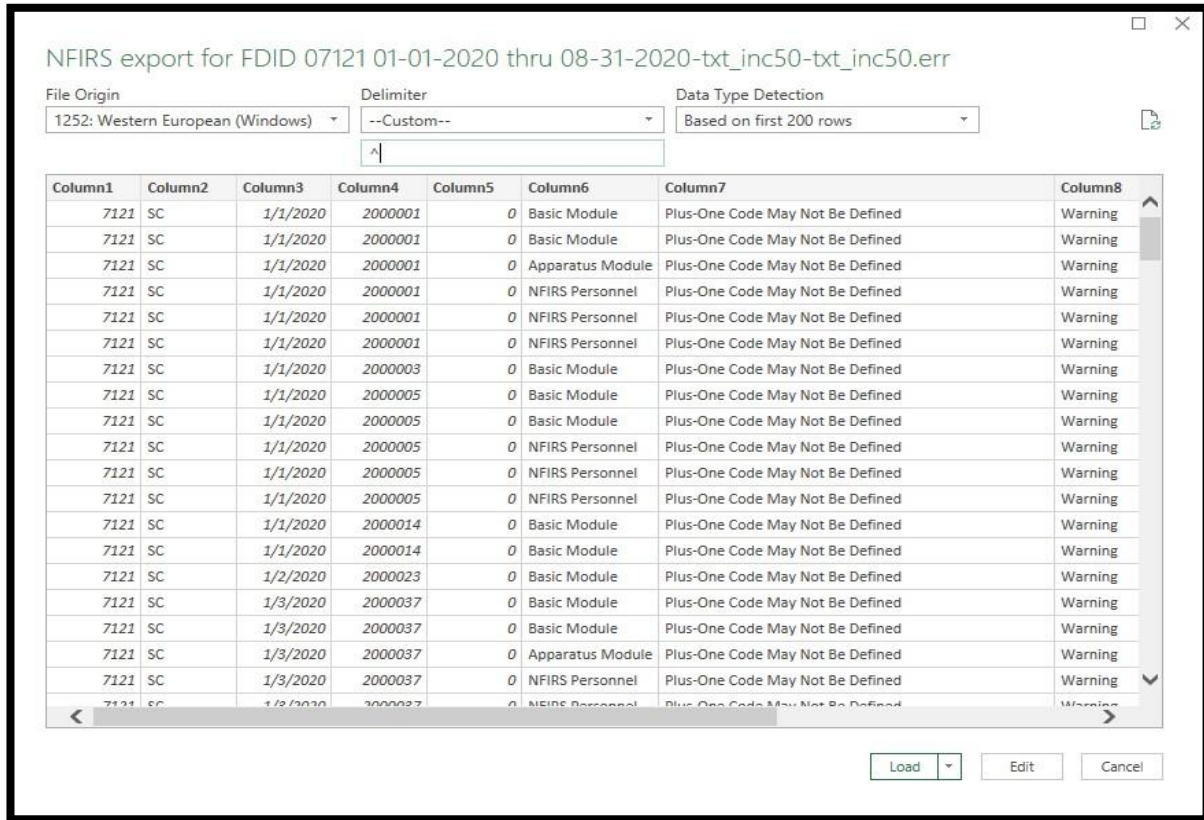 NFIRS export for FDID 07121 01-01-2020 thru 08-31-2020-txt_inc50-txt_inc50.err
File Origin Delimiter Data Type Detection
1252: Western European (Windows) --Custom-- Based on first 200 rows
^
Column1 Column2 Column3 Column4 Column5 Column6 Column7 Column8
7121 SC 1/1/2020 2000001 0 Basic Module Plus-One Code May Not Be Defined Warning
7121 SC 1/1/2020 2000001 0 Basic Module Plus-One Code May Not Be Defined Warning
7121 SC 1/1/2020 2000001 0 Apparatus Module Plus-One Code May Not Be Defined Warning
7121 SC 1/1/2020 2000001 0 NFIRS Personnel Plus-One Code May Not Be Defined Warning
7121 SC 1/1/2020 2000001 0 NFIRS Personnel Plus-One Code May Not Be Defined Warning
7121 SC 1/1/2020 2000001 0 NFIRS Personnel Plus-One Code May Not Be Defined Warning
7121 SC 1/1/2020 2000003 0 Basic Module Plus-One Code May Not Be Defined Warning
7121 SC 1/1/2020 2000005 0 Basic Module Plus-One Code May Not Be Defined Warning
7121 SC 1/1/2020 2000005 0 Basic Module Plus-One Code May Not Be Defined Warning
7121 SC 1/1/2020 2000005 0 NFIRS Personnel Plus-One Code May Not Be Defined Warning
7121 SC 1/1/2020 2000005 0 NFIRS Personnel Plus-One Code May Not Be Defined Warning
7121 SC 1/1/2020 2000005 0 NFIRS Personnel Plus-One Code May Not Be Defined Warning
7121 SC 1/1/2020 2000014 0 Basic Module Plus-One Code May Not Be Defined Warning
7121 SC 1/1/2020 2000014 0 Basic Module Plus-One Code May Not Be Defined Warning
7121 SC 1/2/2020 2000023 0 Basic Module Plus-One Code May Not Be Defined Warning
7121 SC 1/3/2020 2000037 0 Basic Module Plus-One Code May Not Be Defined Warning
7121 SC 1/3/2020 2000037 0 Basic Module Plus-One Code May Not Be Defined Warning
7121 SC 1/3/2020 2000037 0 Apparatus Module Plus-One Code May Not Be Defined Warning
7121 SC 1/3/2020 2000037 0 NFIRS Personnel Plus-One Code May Not Be Defined Warning
7121 SC 1/3/2020 2000037 0 NFIRS Personnel Plus-One Code May Not Be Defined Warning
Load Edit Cancel